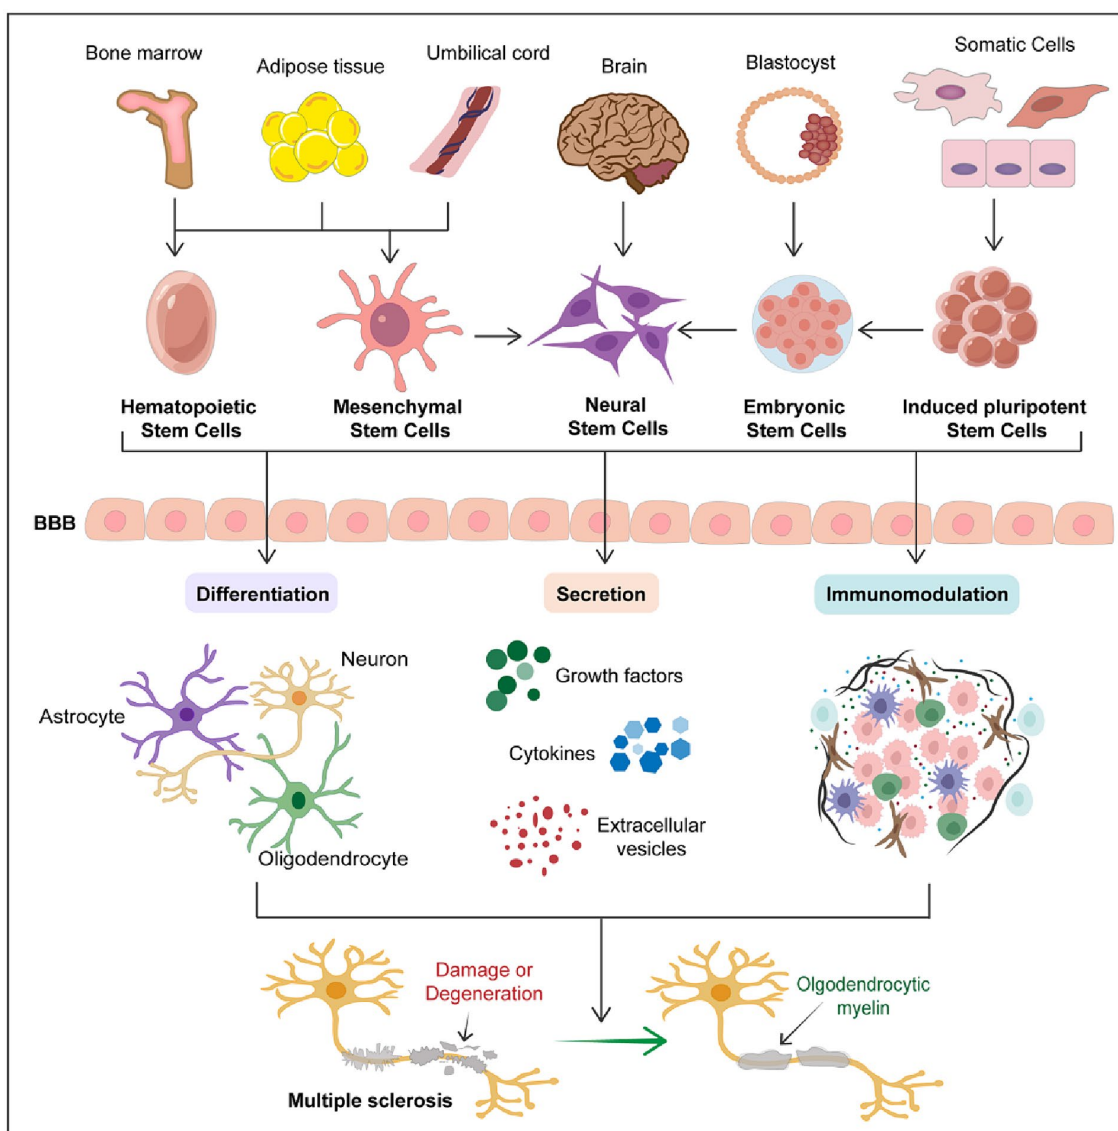 Bone marrow
Adipose tissue
Umbilical cord
Brain
Blastocyst
Somatic Cells
Hematopoietic
Stem Cells
Mesenchymal
Stem Cells
Neural
Stem Cells
Embryonic
Stem Cells
Induced pluripotent
Stem Cells
BBB
Differentiation
Secretion
Immunomodulation
Neuron
Astrocyte
Oligodendrocyte
Growth factors
Cytokines
Extracellular
vesicles
Damage or
Degeneration
Multiple sclerosis
Olgodendrocytic
myelin